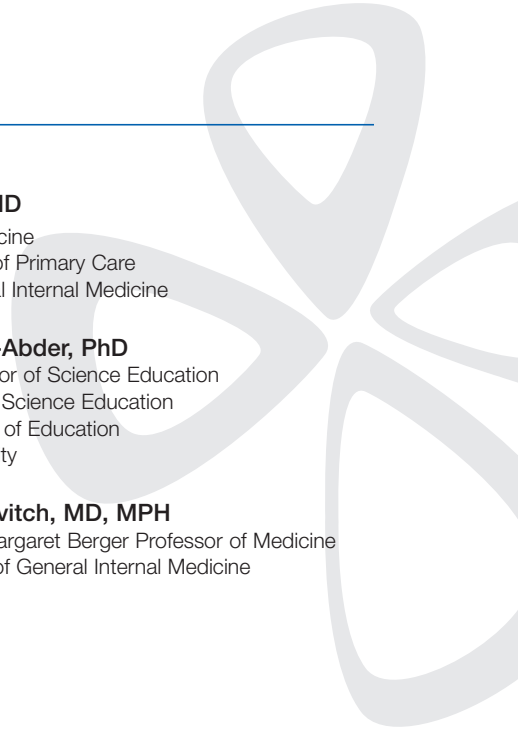 MD
cine
of Primary Care
l Internal Medicine
-Abder, PhD
or of Science Education
Science Education
of Education
ty
vitch, MD, MPH
argaret Berger Professor of Medicine
of General Internal Medicine